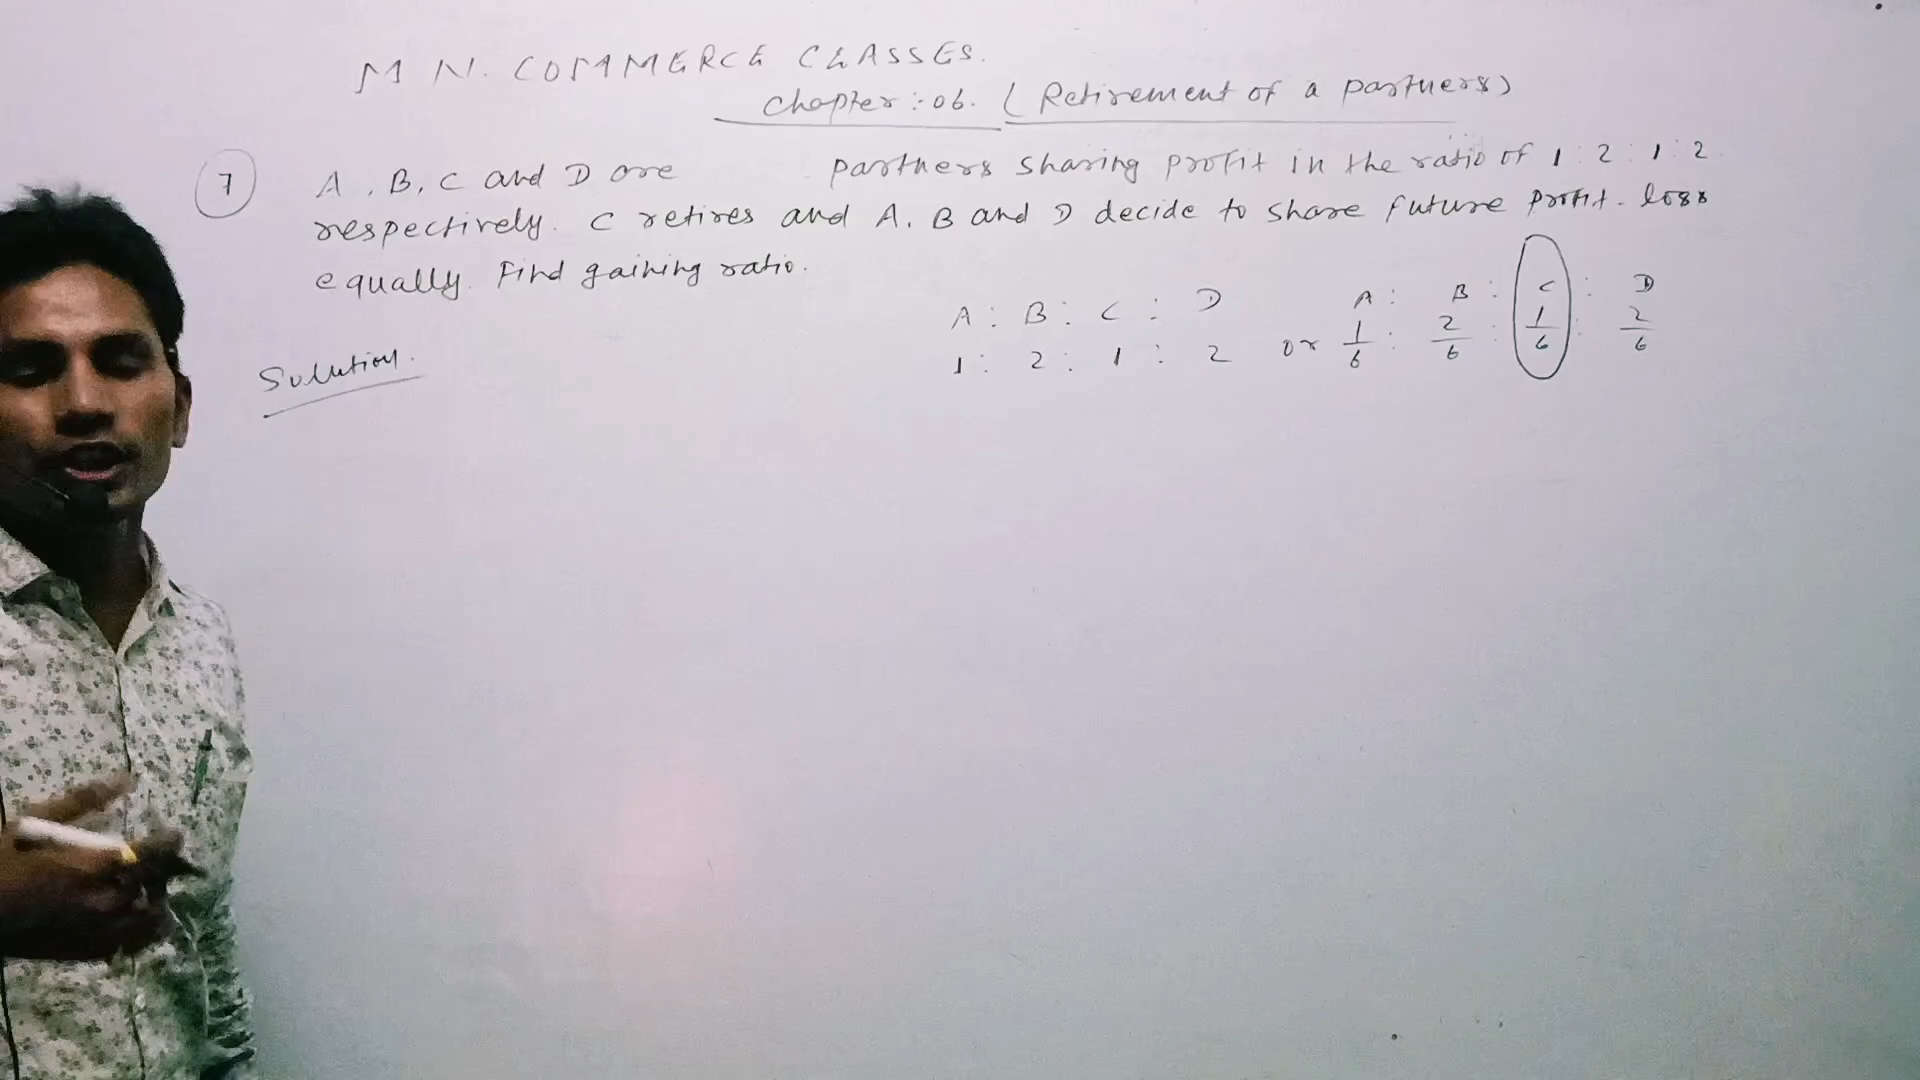 M. N. COMMERCE CLASSES.
Chapter :- 06. (Retirement of a partners)
7 A, B, C and D are partners sharing profit in the ratio of 1 : 2 : 1 : 2
respectively. C retires and A, B and D decide to share future profit - loss
equally. Find gaining ratio.
Solution.
A : B : C : D
1 : 2 : 1 : 2
or
A : B : C : D
1/6 : 2/6 : 1/6 : 2/6